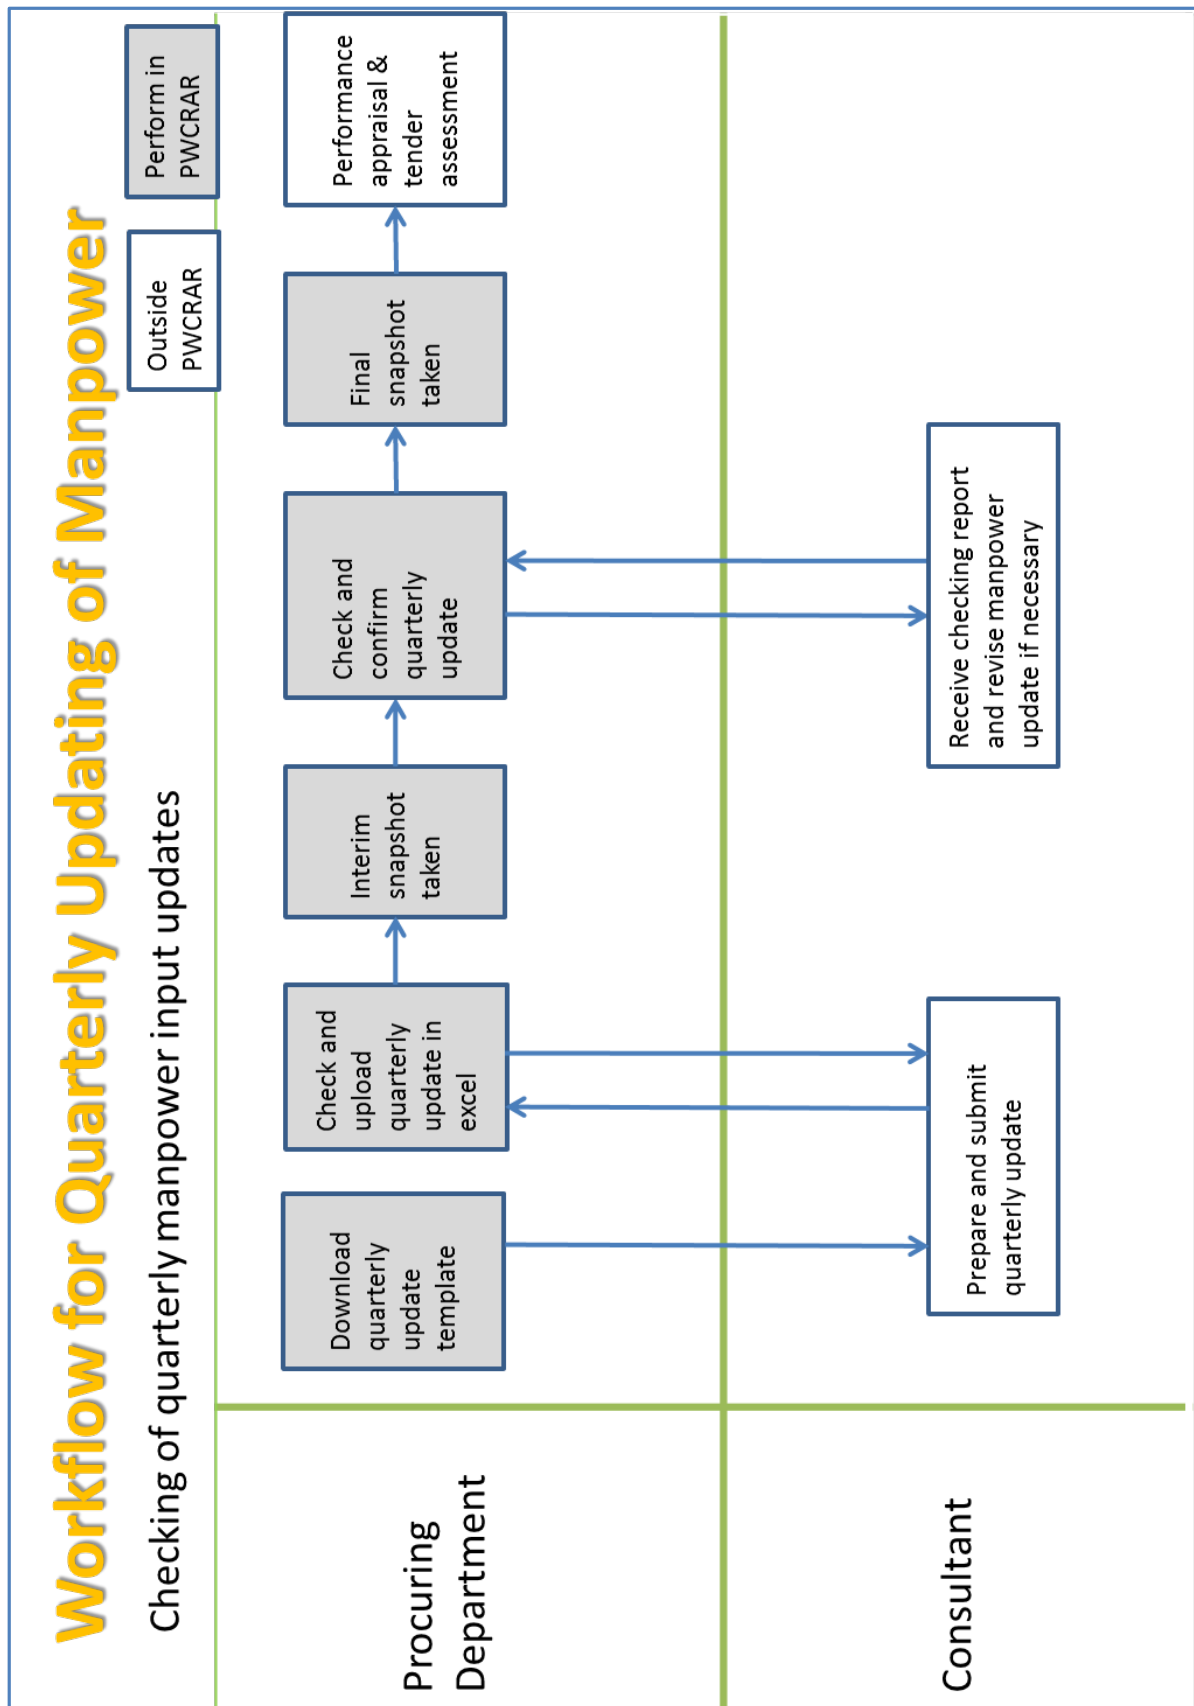 Workflow for Quarterly Updating of Manpower
Checking of quarterly manpower input updates
Outside
PWCRAR
Perform in
PWCRAR
Procuring
Department
Download
quarterly
update
template
Check and
upload
quarterly
update in
excel
Interim
snapshot
taken
Check and
confirm
quarterly
update
Final
snapshot
taken
Performance
appraisal &
tender
assessment
Consultant
Prepare and submit
quarterly update
Receive checking report
and revise manpower
update if necessary